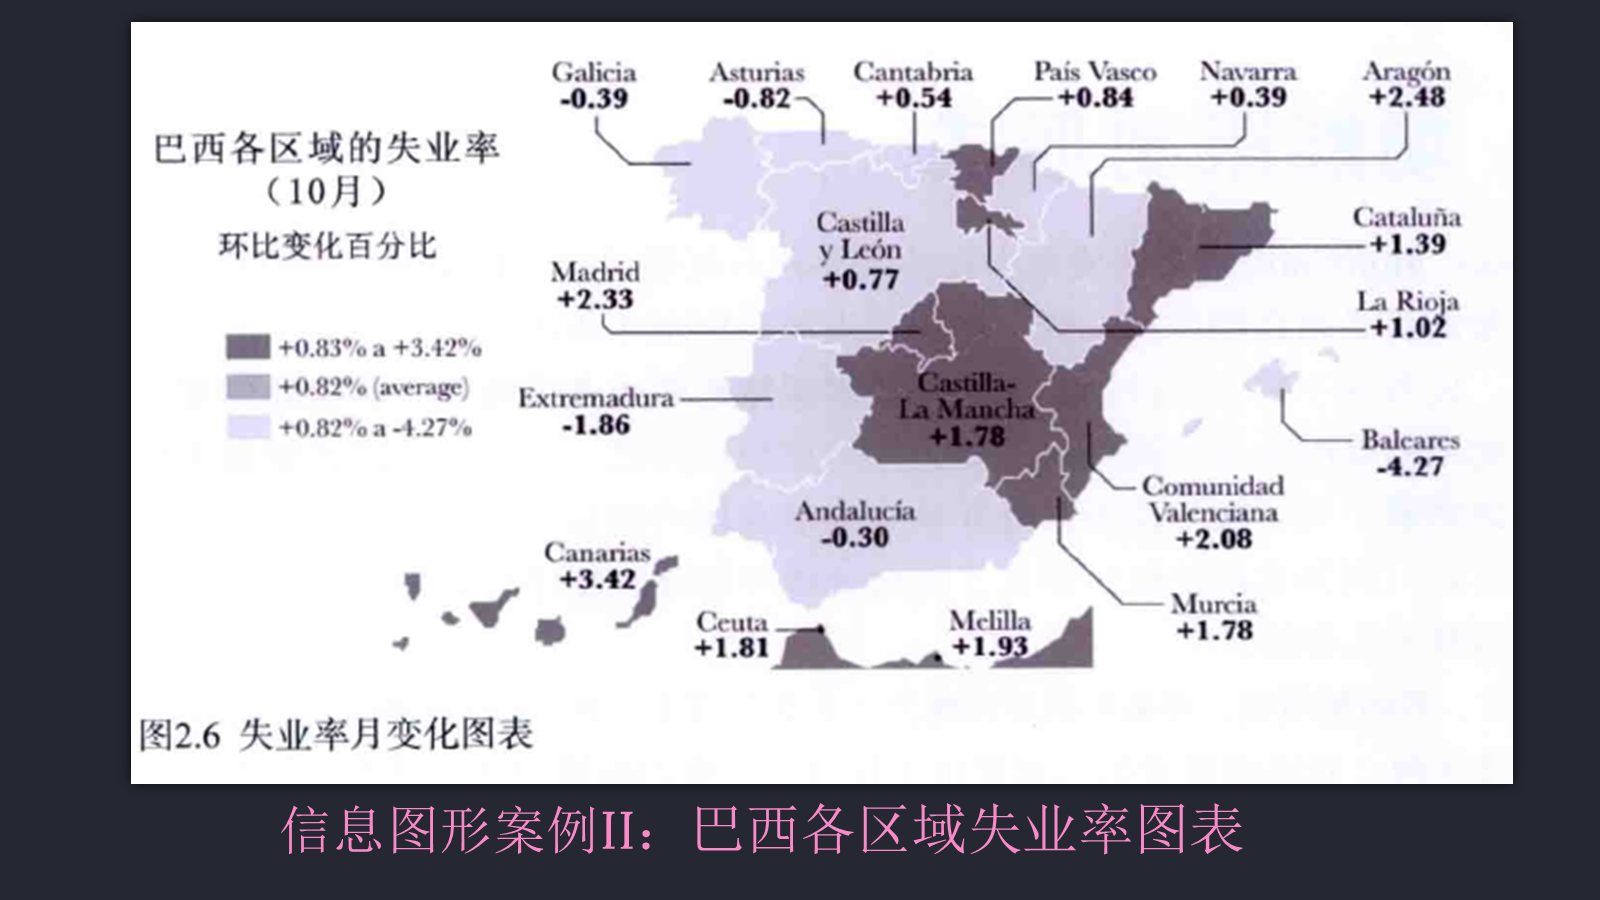 Galicia
-0.39
Asturias
-0.82
Cantabria
+0.54
País Vasco
+0.84
Navarra
+0.39
Aragón
+2.48
巴西各区域的失业率
（10月）
环比变化百分比
Castilla
y León
+0.77
Madrid
+2.33
Cataluña
+1.39
La Rioja
+1.02
+0.83% a +3.42%
+0.82% (average)
+0.82% a -4.27%
Extremadura
-1.86
Castilla-
La Mancha
+1.78
Baleares
-4.27
Comunidad
Valenciana
+2.08
Andalucía
-0.30
Canarias
+3.42
Ceuta
+1.81
Melilla
+1.93
Murcia
+1.78
图2.6 失业率月变化图表
信息图形案例II：巴西各区域失业率图表